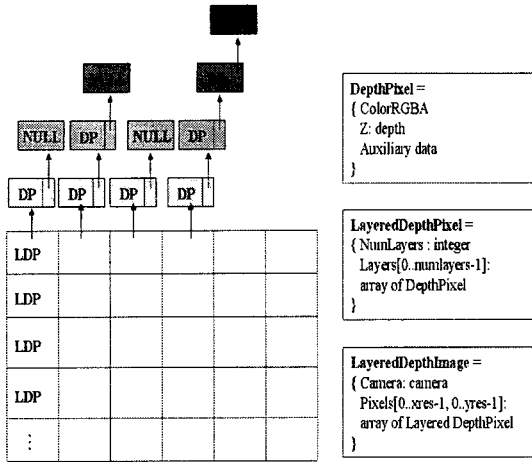 NULL DP NULL DP
DP DP DP DP
LDP
LDP
LDP
LDP
⋮
DepthPixel =
{ ColorRGBA
Z: depth
Auxiliary data
}
LayeredDepthPixel =
{ NumLayers : integer
Layers[0..numlayers-1]:
array of DepthPixel
}
LayeredDepthImage =
{ Camera: camera
Pixels[0..xres-1, 0..yres-1]:
array of Layered DepthPixel
}